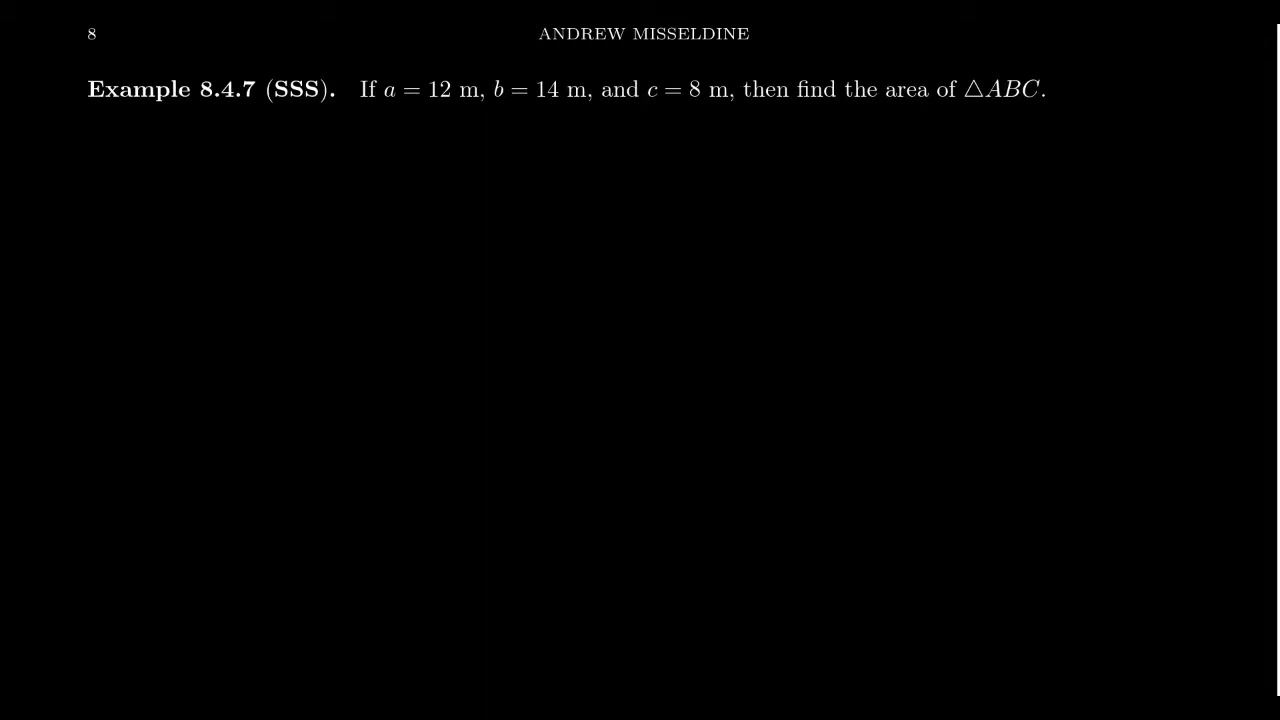 8
ANDREW MISSELDINE
Example 8.4.7 (SSS). If a = 12 m, b = 14 m, and c = 8 m, then find the area of △ABC.